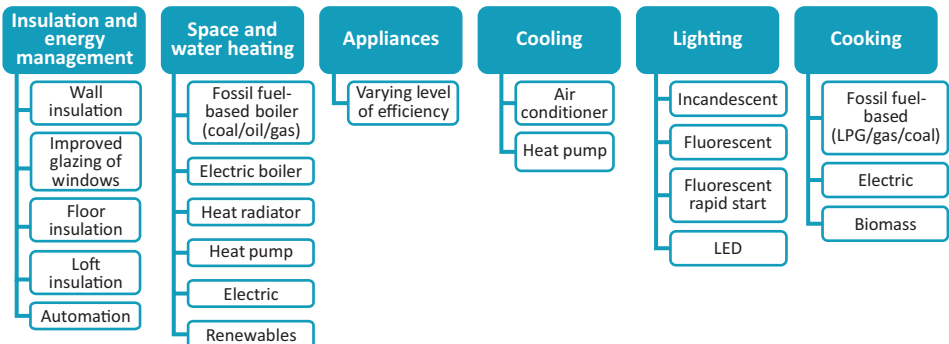 Insulation and
energy
management
Wall
insulation
Improved
glazing of
windows
Floor
insulation
Loft
insulation
Automation
Space and
water heating
Fossil fuel-
based boiler
(coal/oil/gas)
Electric boiler
Heat radiator
Heat pump
Electric
Renewables
Appliances
Varying level
of efficiency
Cooling
Air
conditioner
Heat pump
Lighting
Incandescent
Fluorescent
Fluorescent
rapid start
LED
Cooking
Fossil fuel-
based
(LPG/gas/coal)
Electric
Biomass